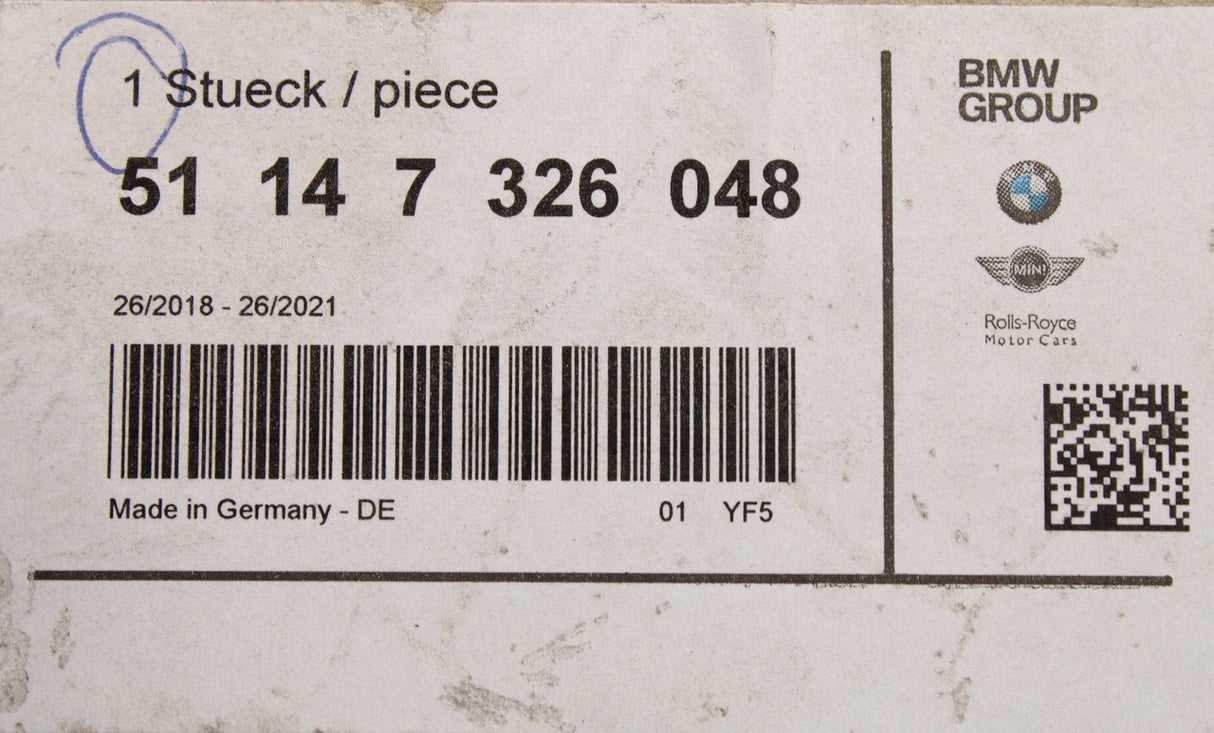 1 Stueck / piece
51 14 7 326 048
26/2018 - 26/2021
Made in Germany - DE 01 YF5
BMW
GROUP
BMW
MINI
Rolls-Royce
Motor Cars